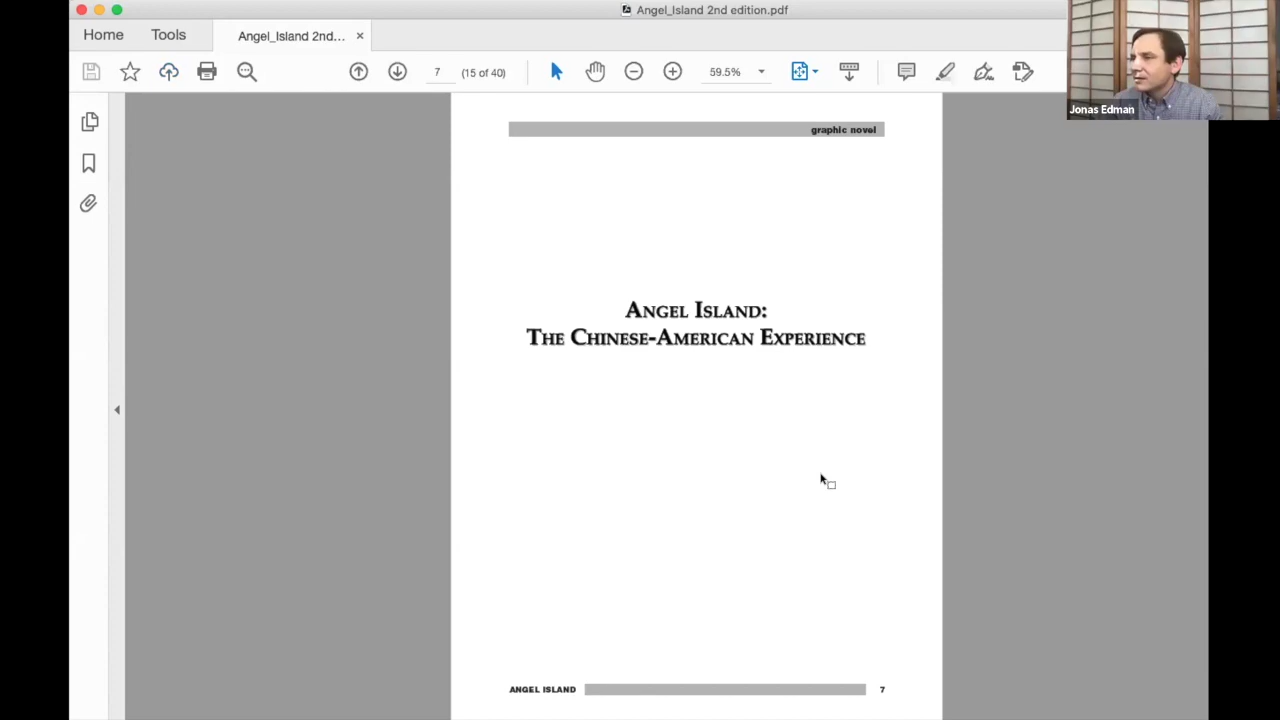 Angel_Island 2nd edition.pdf
Home
Tools
Angel_Island 2nd...
7
(15 of 40)
59.5%
Jonas Edman
graphic novel
ANGEL ISLAND:
THE CHINESE-AMERICAN EXPERIENCE
ANGEL ISLAND
7